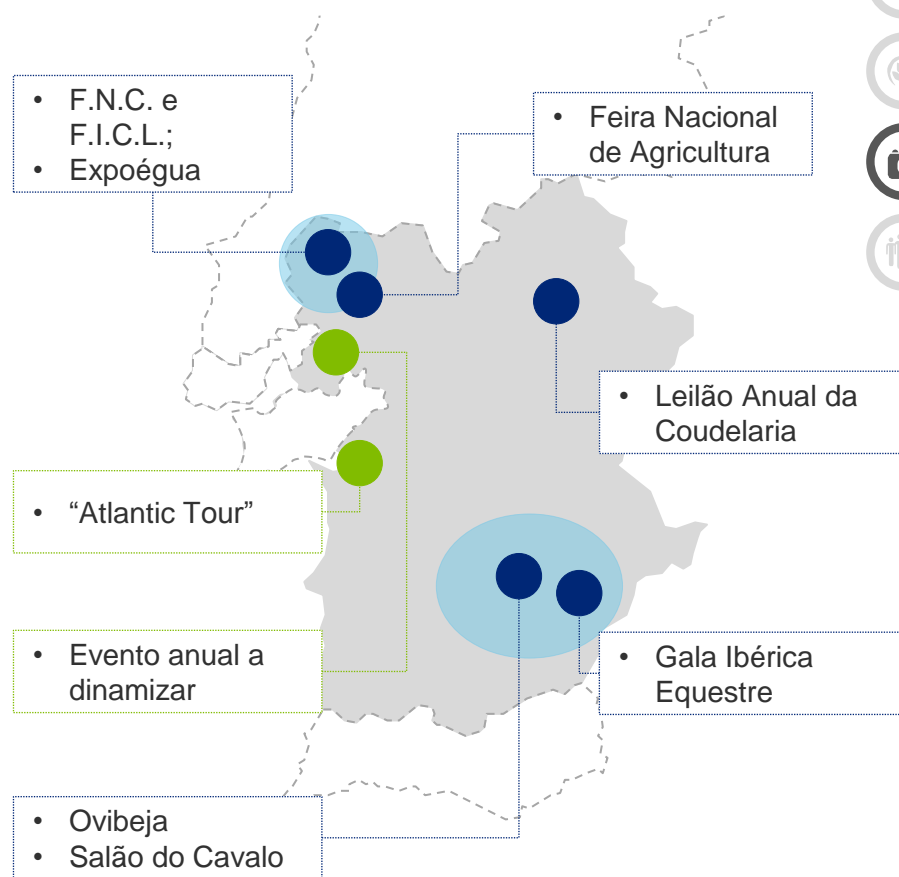 • F.N.C. e
F.I.C.L.;
• Expoégua
• Feira Nacional
de Agricultura
• Leilão Anual da
Coudelaria
• “Atlantic Tour”
• Evento anual a
dinamizar
• Gala Ibérica
Equestre
• Ovibeja
• Salão do Cavalo